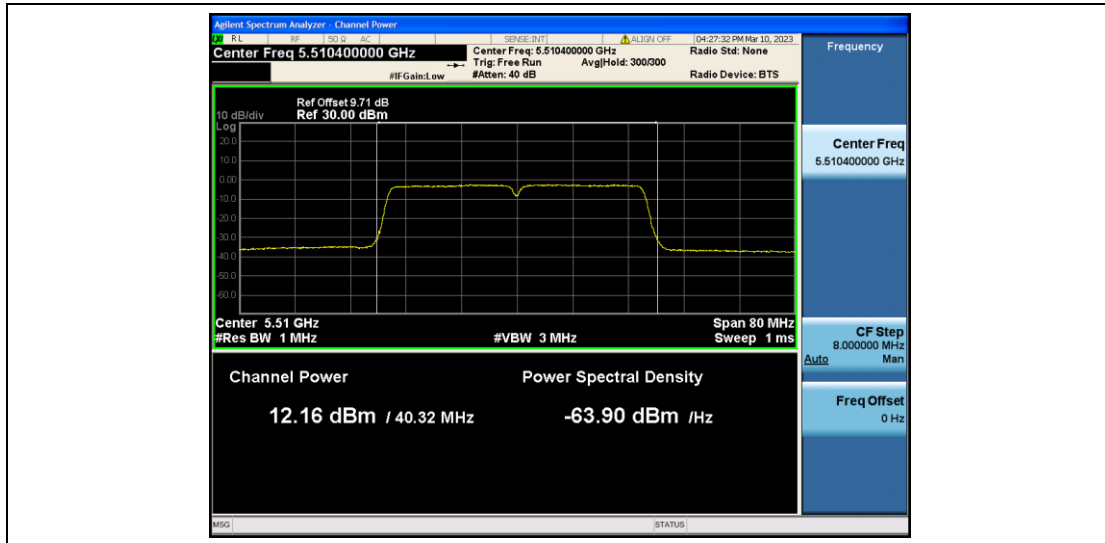 Agilent Spectrum Analyzer - Channel Power
RL RF 50 Ω AC SENSE:INT ALIGN OFF 04:27:32 PM Mar 10, 2023
Center Freq 5.510400000 GHz
Center Freq: 5.510400000 GHz Radio Std: None
Trig: Free Run Avg|Hold: 300/300
#IFGain:Low #Atten: 40 dB Radio Device: BTS
Ref Offset 9.71 dB
10 dB/div Ref 30.00 dBm
Log
20.0
10.0
0.00
-10.0
-20.0
-30.0
-40.0
-50.0
-60.0
Center 5.51 GHz Span 80 MHz
#Res BW 1 MHz #VBW 3 MHz Sweep 1 ms
Channel Power Power Spectral Density
12.16 dBm / 40.32 MHz -63.90 dBm /Hz
Frequency
Center Freq
5.510400000 GHz
CF Step
8.000000 MHz
Auto Man
Freq Offset
0 Hz
MSG STATUS